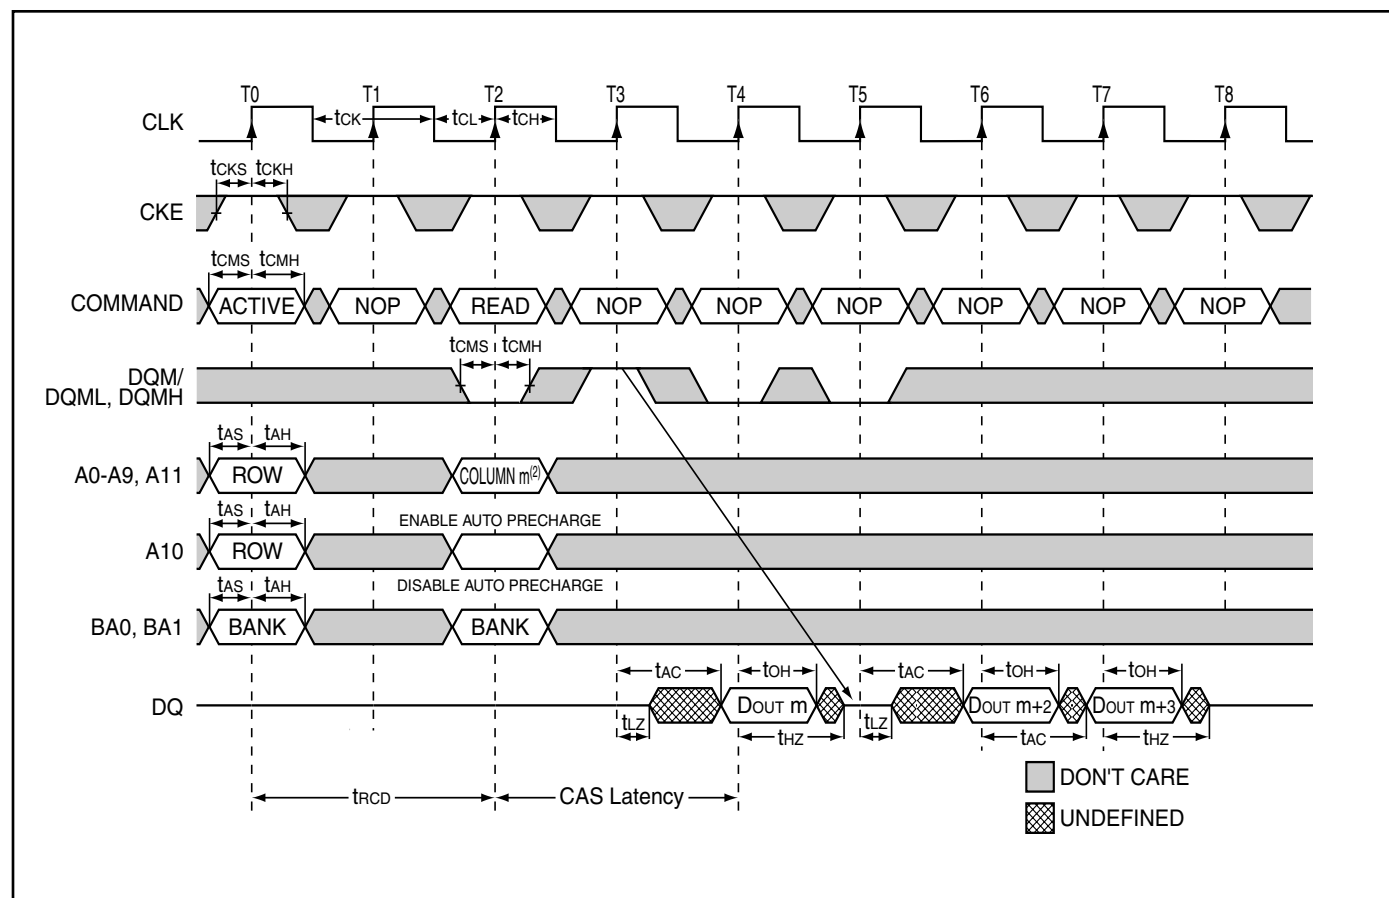 T0 T1 T2 T3 T4 T5 T6 T7 T8
CLK tCK tCL tCH
tCKS tCKH
CKE
tCMS tCMH
COMMAND ACTIVE NOP READ NOP NOP NOP NOP NOP NOP
tCMS tCMH
DQM/
DQML, DQMH
tAS tAH
A0-A9, A11 ROW COLUMN m(2)
tAS tAH ENABLE AUTO PRECHARGE
A10 ROW
tAS tAH DISABLE AUTO PRECHARGE
BA0, BA1 BANK BANK
tAC tOH tAC tOH tOH
DQ DOUT m DOUT m+2 DOUT m+3
tLZ tHZ tLZ tAC tHZ
DON'T CARE
tRCD CAS Latency
UNDEFINED